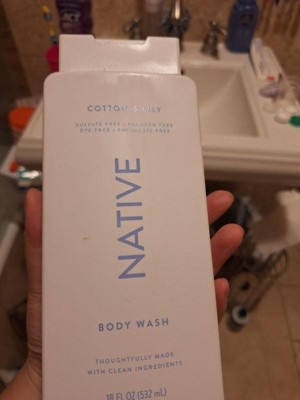 ACT
COTTON & LILY
SULFATE FREE • PARABEN FREE
DYE FREE • PHTHALATE FREE
NATIVE
BODY WASH
THOUGHTFULLY MADE
WITH CLEAN INGREDIENTS
18 FL OZ (532 mL)